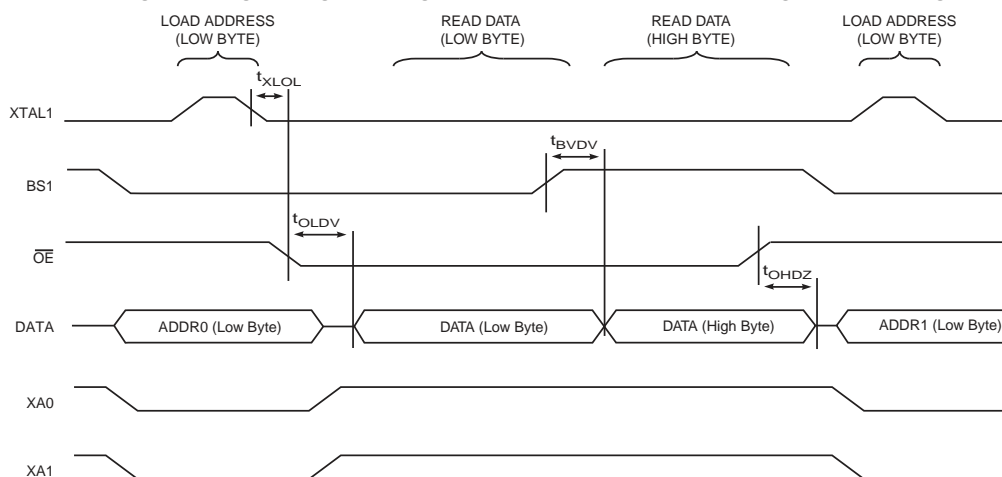 LOAD ADDRESS
(LOW BYTE)
READ DATA
(LOW BYTE)
READ DATA
(HIGH BYTE)
LOAD ADDRESS
(LOW BYTE)
tXLOL
XTAL1
tBVDV
BS1
tOLDV
OE
tOHDZ
DATA
ADDR0 (Low Byte)
DATA (Low Byte)
DATA (High Byte)
ADDR1 (Low Byte)
XA0
XA1